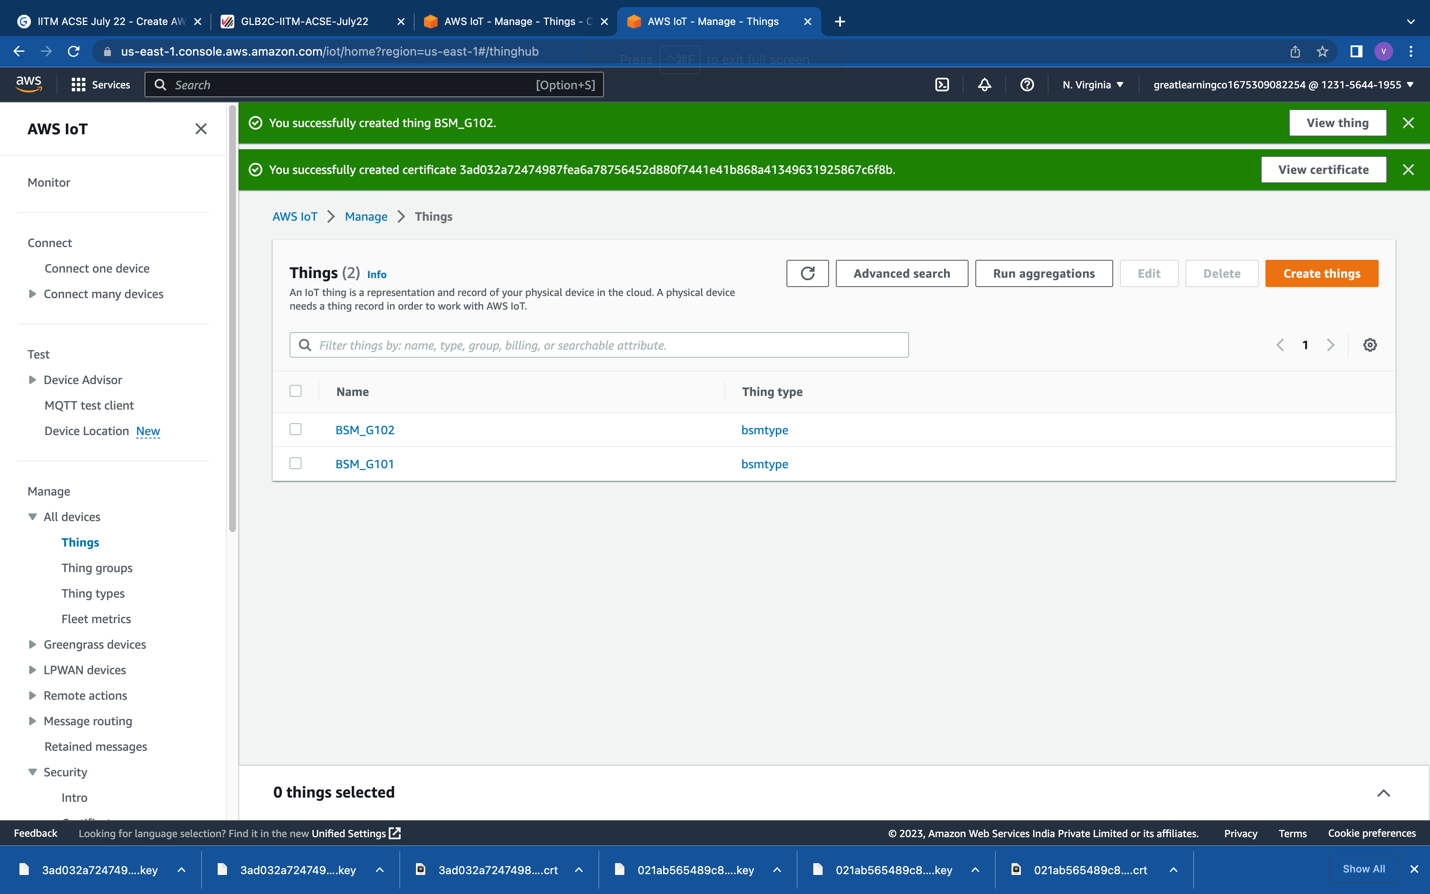 IITM ACSE July 22 - Create AW
GLB2C-IITM-ACSE-July22
AWS IoT - Manage - Things - C
AWS IoT - Manage - Things
us-east-1.console.aws.amazon.com/iot/home?region=us-east-1#/thinghub
V
Press ^⌘F to exit full screen
aws
Services
Search
[Option+S]
N. Virginia
greatlearningco1675309082254 @ 1231-5644-1955
AWS IoT
Monitor
Connect
Connect one device
Connect many devices
Test
Device Advisor
MQTT test client
Device Location New
Manage
All devices
Things
Thing groups
Thing types
Fleet metrics
Greengrass devices
LPWAN devices
Remote actions
Message routing
Retained messages
Security
Intro
You successfully created thing BSM_G102.
View thing
You successfully created certificate 3ad032a72474987fea6a78756452d880f7441e41b868a41349631925867c6f8b.
View certificate
AWS IoT > Manage > Things
Things (2) Info
An IoT thing is a representation and record of your physical device in the cloud. A physical device
needs a thing record in order to work with AWS IoT.
Advanced search
Run aggregations
Edit
Delete
Create things
Filter things by: name, type, group, billing, or searchable attribute.
1
Name
Thing type
BSM_G102
bsmtype
BSM_G101
bsmtype
0 things selected
Feedback
Looking for language selection? Find it in the new Unified Settings
© 2023, Amazon Web Services India Private Limited or its affiliates.
Privacy
Terms
Cookie preferences
3ad032a724749....key
3ad032a724749....key
3ad032a7247498....crt
021ab565489c8....key
021ab565489c8....key
021ab565489c8....crt
Show All